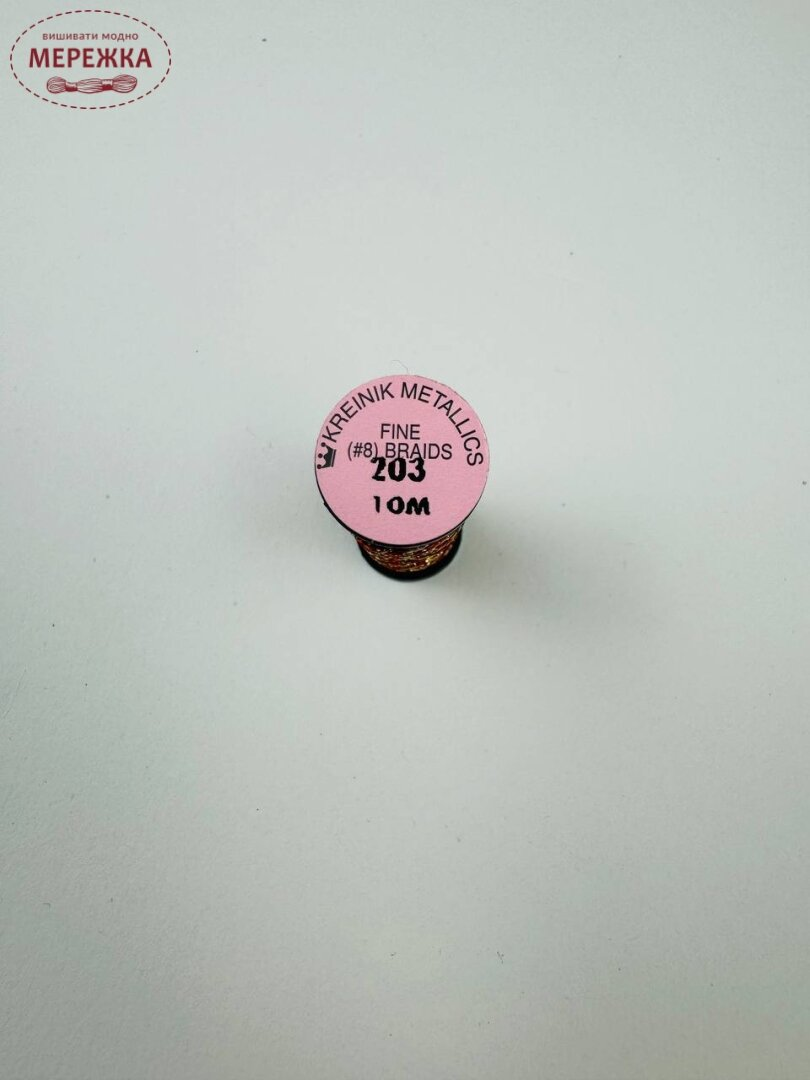 вишивати модно
МЕРЕЖКА
KREINIK METALLICS
FINE
(#8) BRAIDS
203
10M